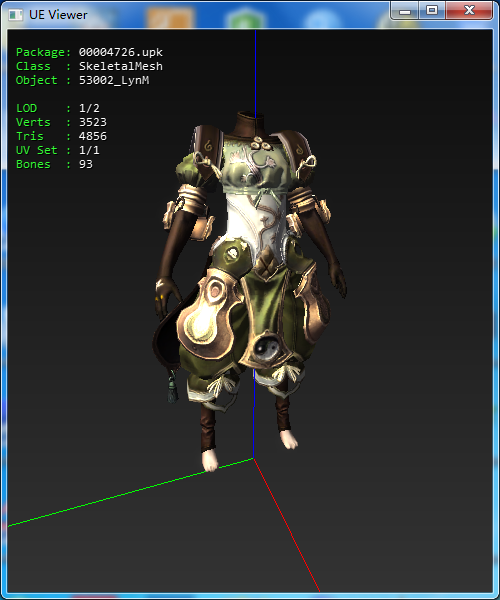 UE Viewer
Package: 00004726.upk
Class  : SkeletalMesh
Object : 53002_LynM
LOD    : 1/2
Verts  : 3523
Tris   : 4856
UV Set : 1/1
Bones  : 93